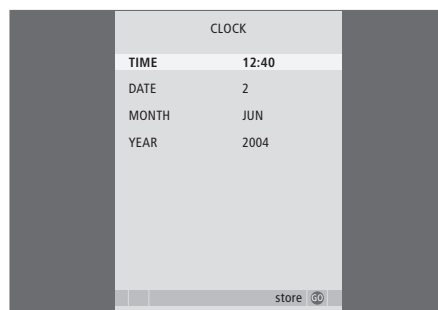 CLOCK
TIME 12:40
DATE 2
MONTH JUN
YEAR 2004
store GO